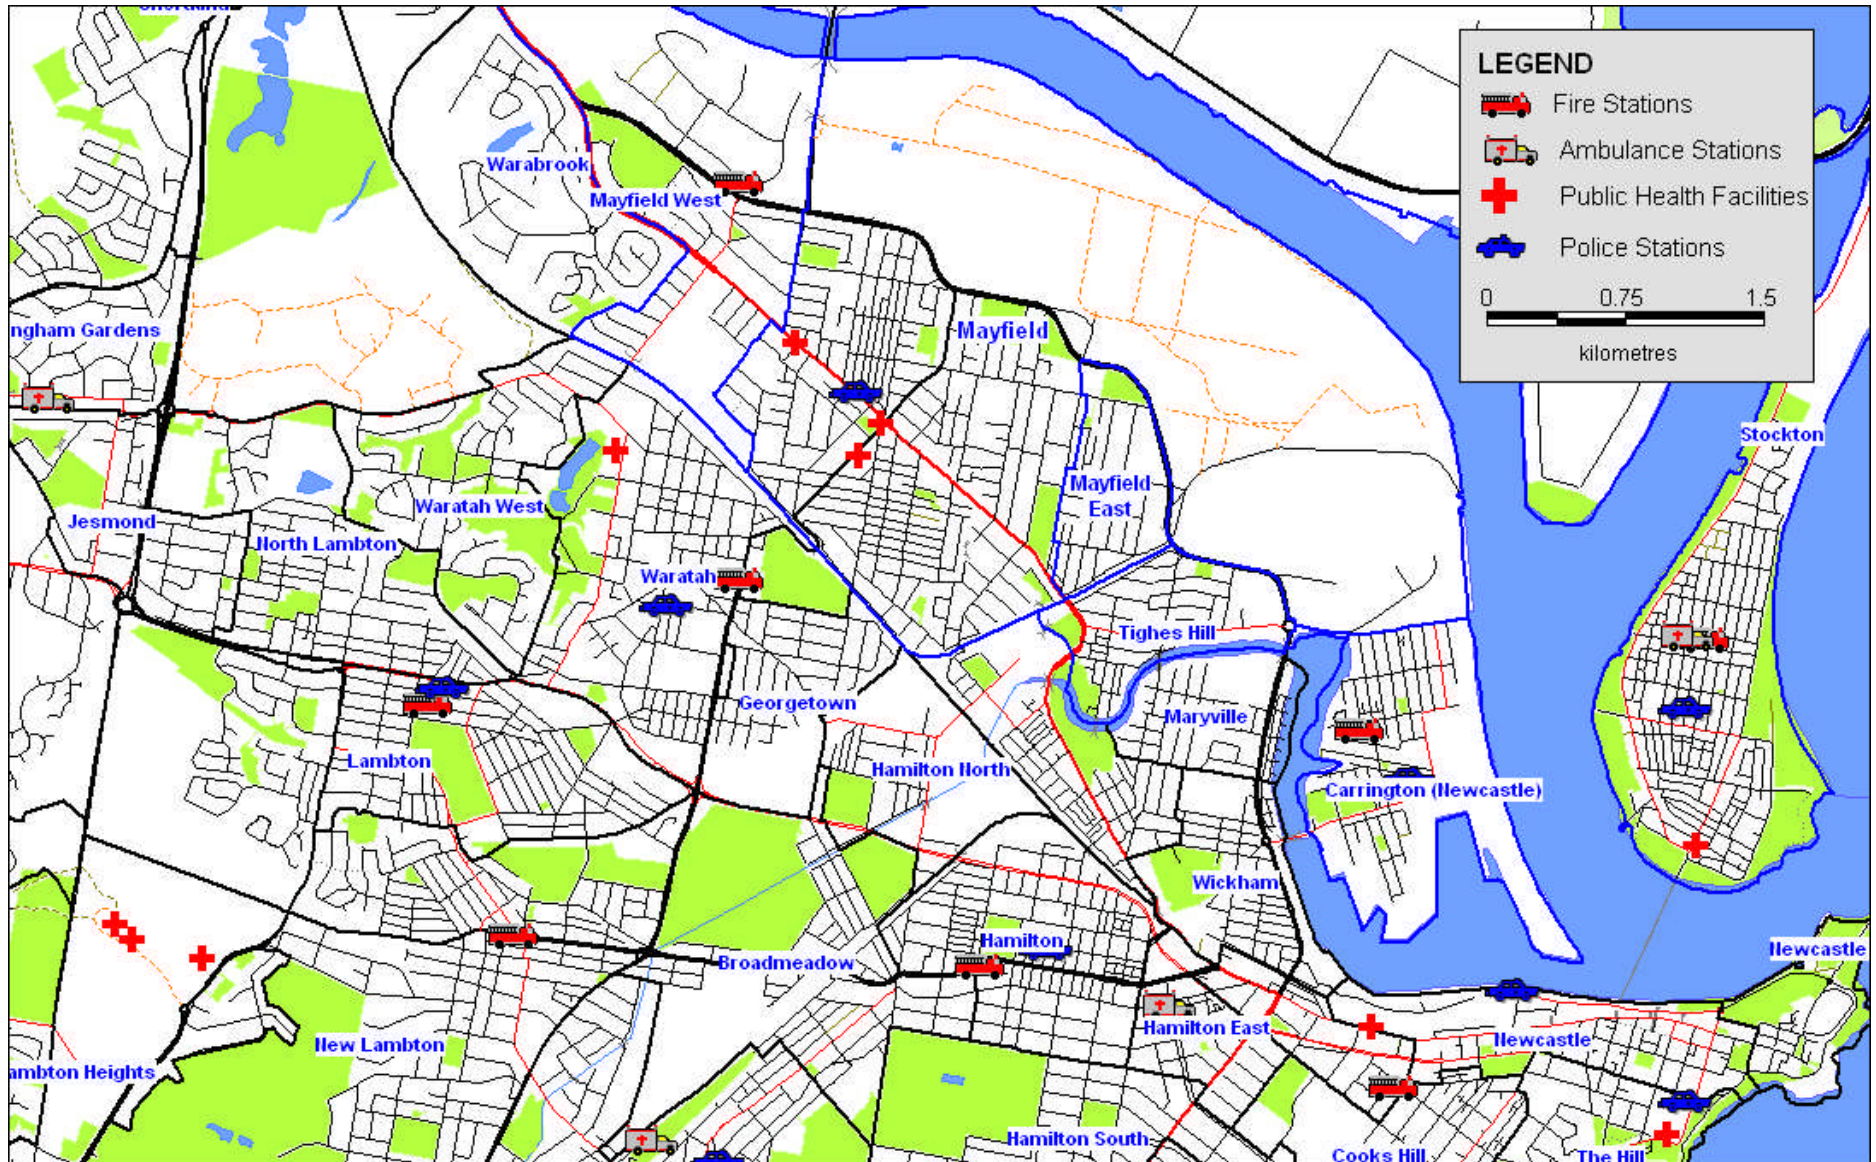 Shortland
LEGEND
Fire Stations
Ambulance Stations
Public Health Facilities
Police Stations
0 0.75 1.5
kilometres
Warabrook
Mayfield West
ngham Gardens
Mayfield
Stockton
Mayfield
East
Waratah West
Jesmond
North Lambton
Waratah
Tighes Hill
Georgetown
Maryville
Lambton
Hamilton North
Carrington (Newcastle)
Wickham
Hamilton
Newcastle
Broadmeadow
Hamilton East
New Lambton
Newcastle
ambton Heights
Hamilton South
Cooks Hill
The Hill